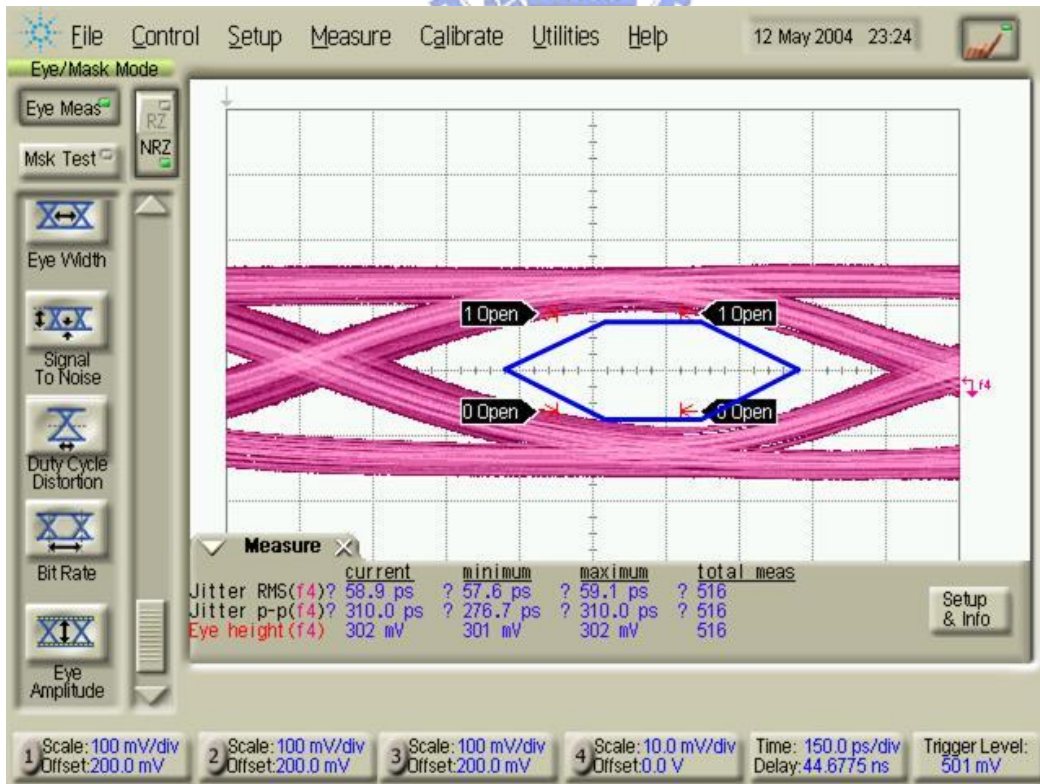 File Control Setup Measure Calibrate Utilities Help 12 May 2004 23:24
Eye/Mask Mode
Eye Meas
RZ
NRZ
Msk Test
Eye Width
Signal
To Noise
Duty Cycle
Distortion
Bit Rate
Eye
Amplitude
1 Open 1 Open
0 Open 0 Open
f4
Measure
current minimum maximum total meas
Jitter RMS(f4)? 58.9 ps ? 57.6 ps ? 59.1 ps ? 516
Jitter p-p(f4)? 310.0 ps ? 276.7 ps ? 310.0 ps ? 516
Eye height(f4) 302 mV 301 mV 302 mV 516
Setup
& Info
1 Scale: 100 mV/div
Offset: 200.0 mV
2 Scale: 100 mV/div
Offset: 200.0 mV
3 Scale: 100 mV/div
Offset: 200.0 mV
4 Scale: 10.0 mV/div
Offset: 0.0 V
Time: 150.0 ps/div
Delay: 44.6775 ns
Trigger Level:
501 mV